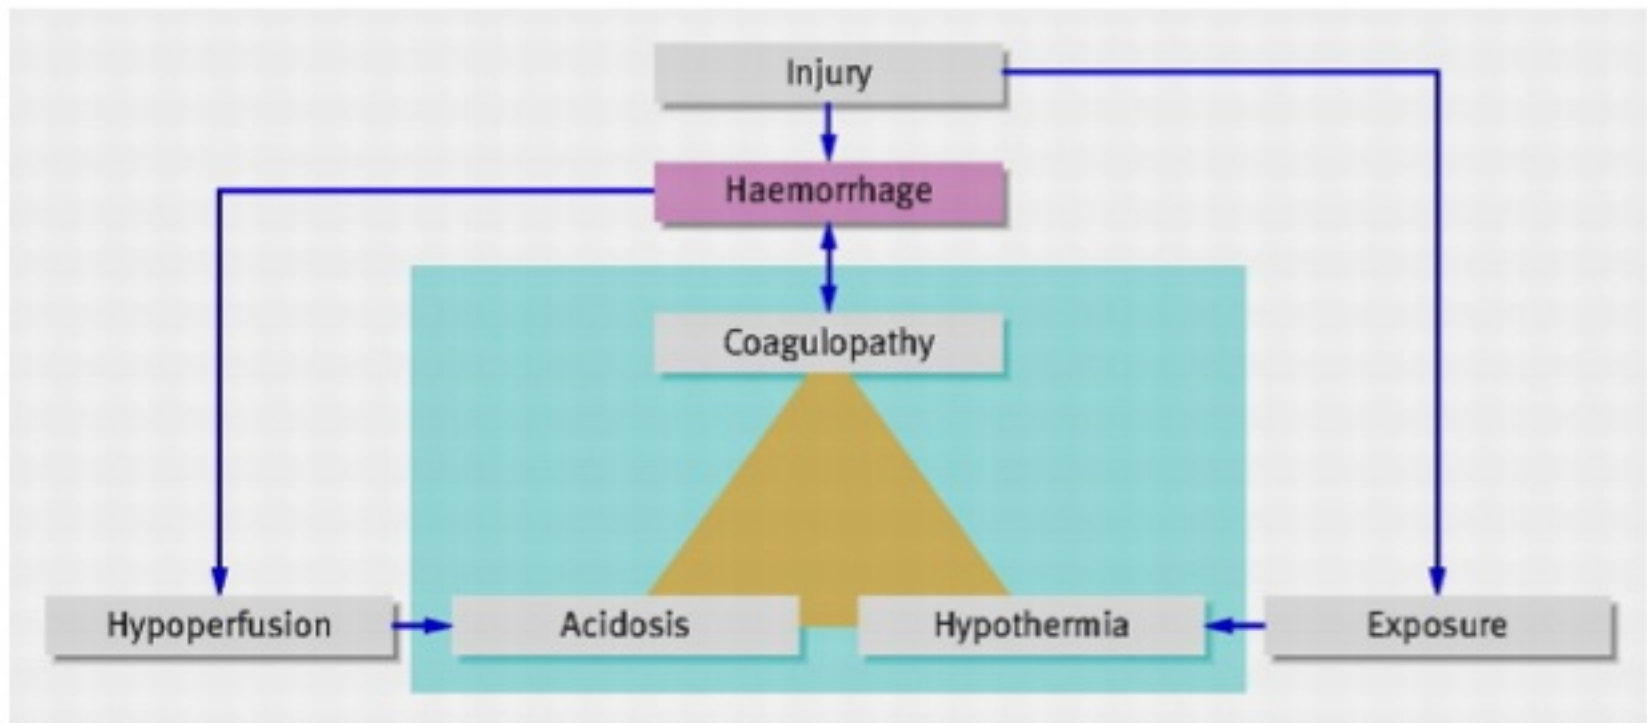 Injury
Haemorrhage
Coagulopathy
Hypoperfusion
Acidosis
Hypothermia
Exposure